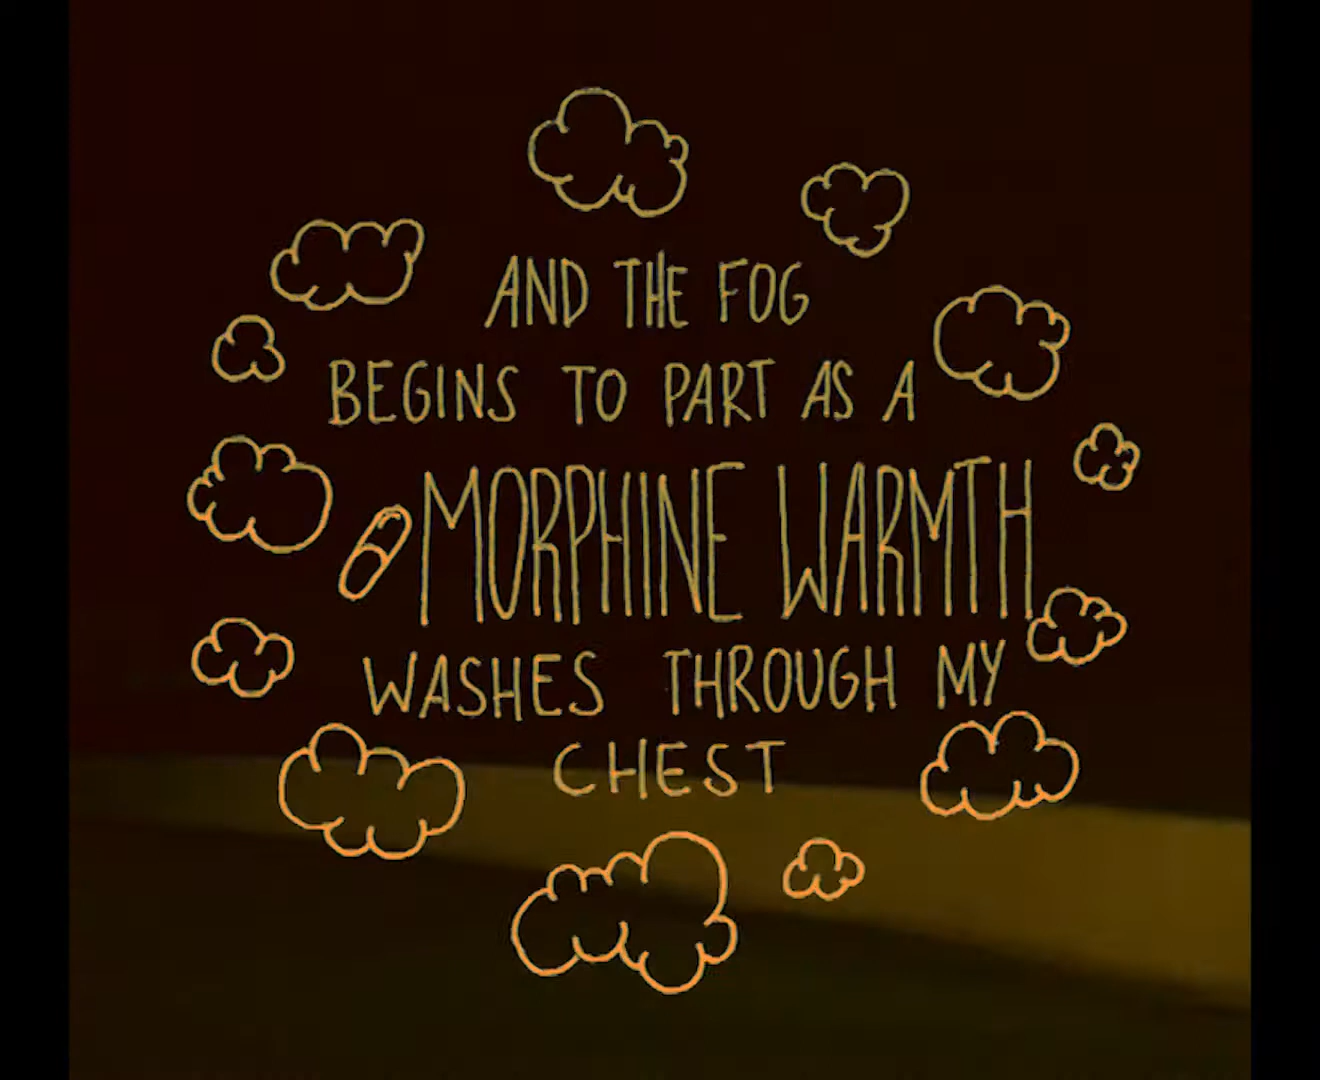 AND THE FOG
BEGINS TO PART AS A
MORPHINE WARMTH
WASHES THROUGH MY
CHEST